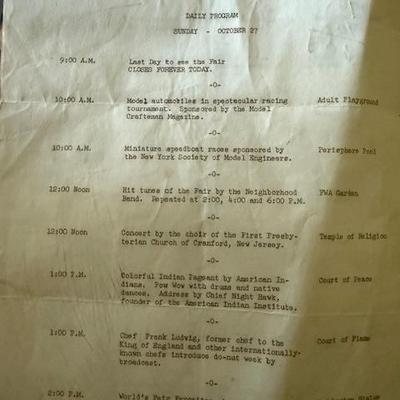 DAILY PROGRAM
SUNDAY - OCTOBER 27
9:00 A.M. Last Day to see the Fair
CLOSES FOREVER TODAY.
-0-
10:00 A.M. Model automobiles in spectacular racing Adult Playground
tournament. Sponsored by the Model
Craftsman Magazine.
-0-
10:00 A.M. Miniature speedboat races sponsored by Perisphere Pool
the New York Society of Model Engineers.
-0-
12:00 Noon Hit tunes of the Fair by the Neighborhood PWA Garden
Band. Repeated at 2:00, 4:00 and 6:00 P.M.
-0-
12:00 Noon Concert by the choir of the First Presby- Temple of Religion
terian Church of Cranford, New Jersey.
-0-
1:00 P.M. Colorful Indian Pageant by American In- Court of Peace
dians. Pow Wow with drums and native
dances. Address by Chief Night Hawk,
founder of the American Indian Institute.
-0-
1:00 P.M. Chef Frank Ludwig, former chef to the Court of Flame
King of England and other internationally-
known chefs introduce do-nut week by
broadcast.
-0-
2:00 P.M. World's Fair